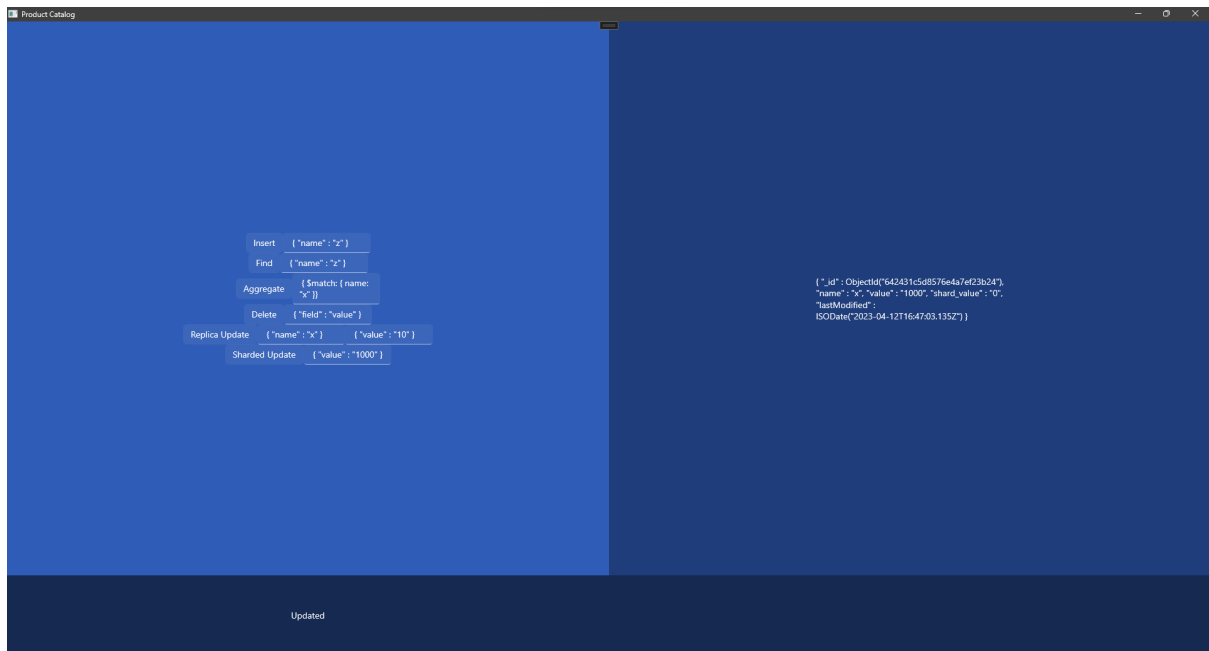 Product Catalog
Insert { "name" : "z" }
Find { "name" : "z" }
Aggregate { $match: { name:
"x" }}
Delete { "field" : "value" }
Replica Update { "name" : "x" } { "value" : "10" }
Sharded Update { "value" : "1000" }
{ "_id" : ObjectId("642431c5d8576e4a7ef23b24"),
"name" : "x", "value" : "1000", "shard_value" : "0",
"lastModified" :
ISODate("2023-04-12T16:47:03.135Z") }
Updated